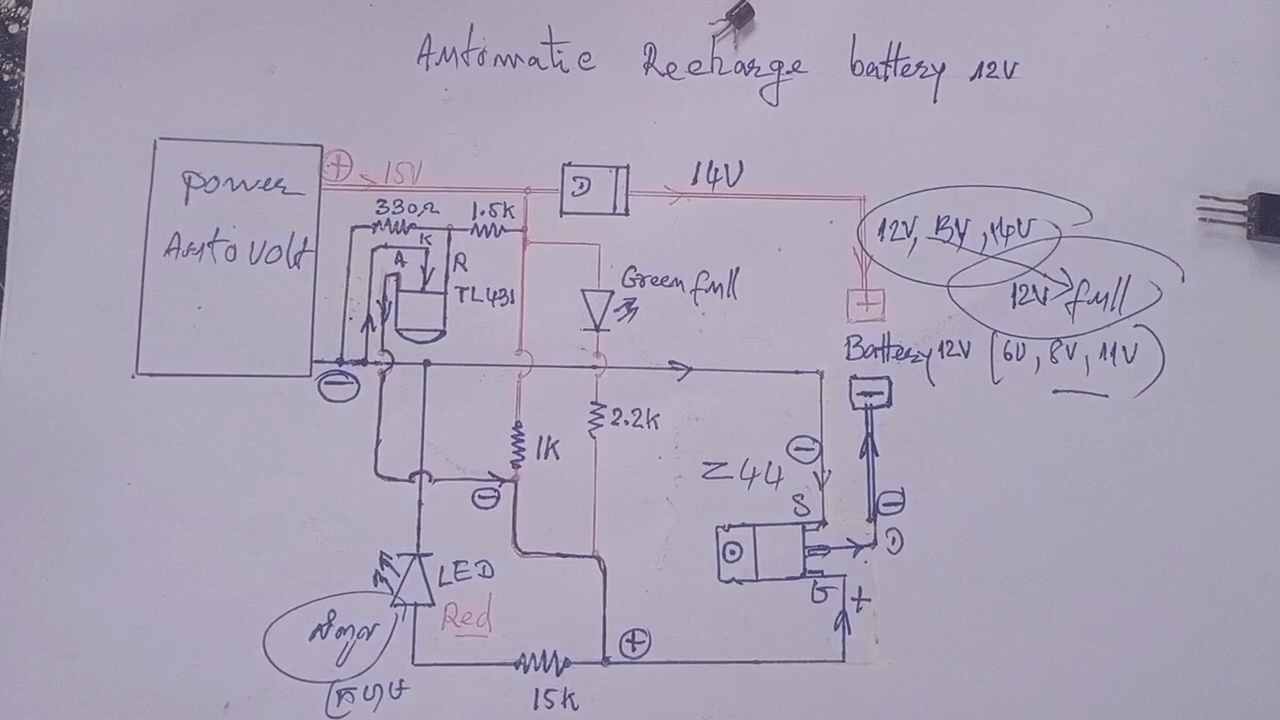 Automatic Recharge battery 12V
Power
Auto volt
+ 15V
D
14V
330Ω
1.5K
K
A
R
TL431
Green full
12V, 13V, 14V
12V > full
+
Battery 12V (6V, 8V, 11V)
−
−
1K
2.2K
−
Z44
−
S
−
D
G
+
LED
Red
+
15K